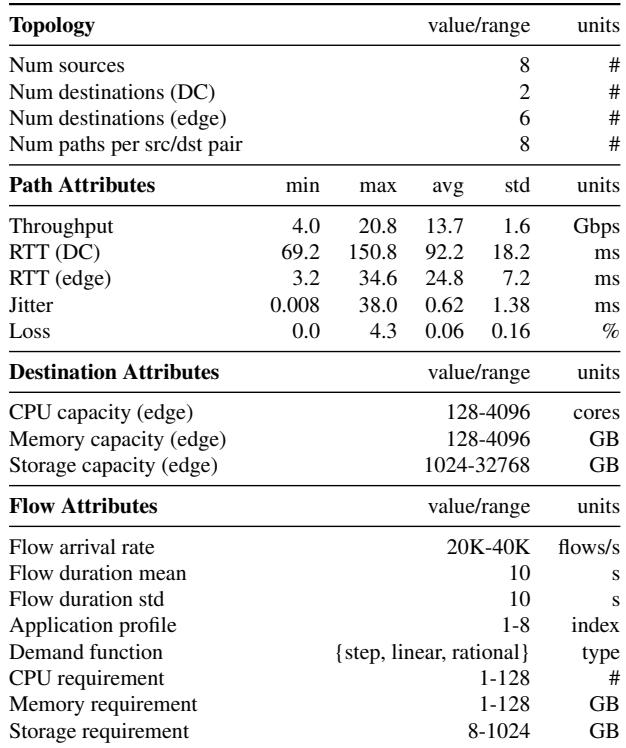 Topology value/range units
Num sources 8 #
Num destinations (DC) 2 #
Num destinations (edge) 6 #
Num paths per src/dst pair 8 #
Path Attributes min max avg std units
Throughput 4.0 20.8 13.7 1.6 Gbps
RTT (DC) 69.2 150.8 92.2 18.2 ms
RTT (edge) 3.2 34.6 24.8 7.2 ms
Jitter 0.008 38.0 0.62 1.38 ms
Loss 0.0 4.3 0.06 0.16 %
Destination Attributes value/range units
CPU capacity (edge) 128-4096 cores
Memory capacity (edge) 128-4096 GB
Storage capacity (edge) 1024-32768 GB
Flow Attributes value/range units
Flow arrival rate 20K-40K flows/s
Flow duration mean 10 s
Flow duration std 10 s
Application profile 1-8 index
Demand function {step, linear, rational} type
CPU requirement 1-128 #
Memory requirement 1-128 GB
Storage requirement 8-1024 GB